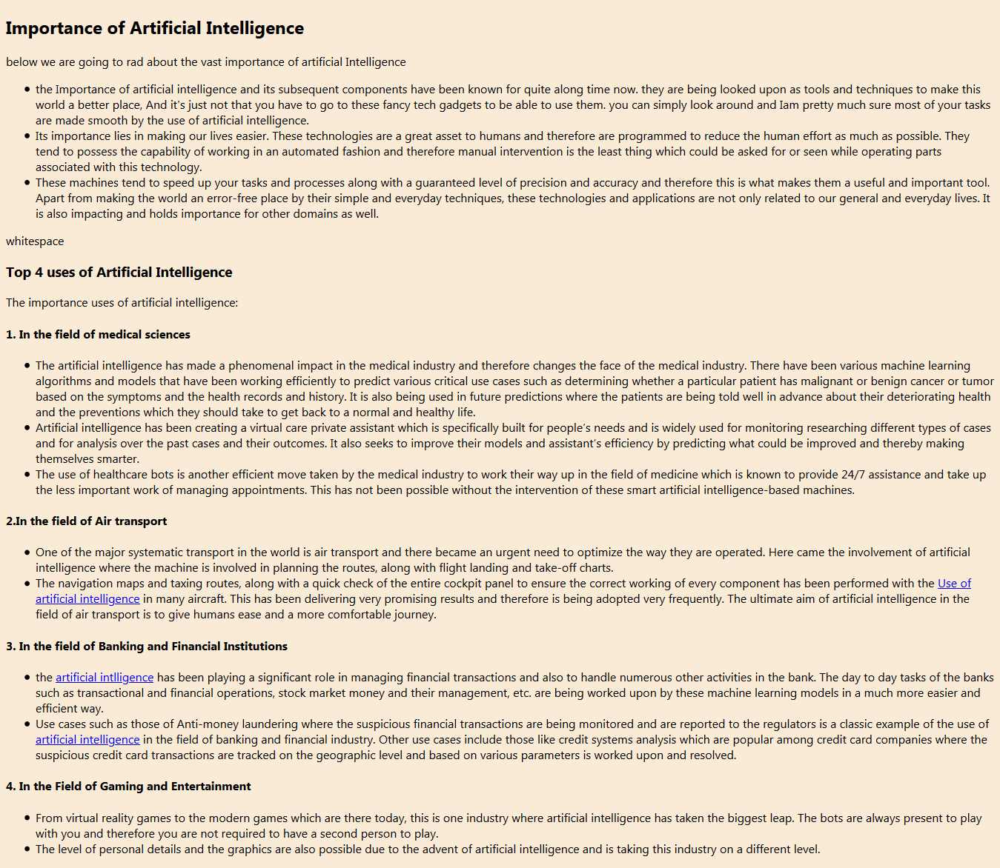 Importance of Artificial Intelligence
below we are going to rad about the vast importance of artificial Intelligence
• the Importance of artificial intelligence and its subsequent components have been known for quite along time now. they are being looked upon as tools and techniques to make this
world a better place, And it's just not that you have to go to these fancy tech gadgets to be able to use them. you can simply look around and Iam pretty much sure most of your tasks
are made smooth by the use of artificial intelligence.
• Its importance lies in making our lives easier. These technologies are a great asset to humans and therefore are programmed to reduce the human effort as much as possible. They
tend to possess the capability of working in an automated fashion and therefore manual intervention is the least thing which could be asked for or seen while operating parts
associated with this technology.
• These machines tend to speed up your tasks and processes along with a guaranteed level of precision and accuracy and therefore this is what makes them a useful and important tool.
Apart from making the world an error-free place by their simple and everyday techniques, these technologies and applications are not only related to our general and everyday lives. It
is also impacting and holds importance for other domains as well.
whitespace
Top 4 uses of Artificial Intelligence
The importance uses of artificial intelligence:
1. In the field of medical sciences
• The artificial intelligence has made a phenomenal impact in the medical industry and therefore changes the face of the medical industry. There have been various machine learning
algorithms and models that have been working efficiently to predict various critical use cases such as determining whether a particular patient has malignant or benign cancer or tumor
based on the symptoms and the health records and history. It is also being used in future predictions where the patients are being told well in advance about their deteriorating health
and the preventions which they should take to get back to a normal and healthy life.
• Artificial intelligence has been creating a virtual care private assistant which is specifically built for people's needs and is widely used for monitoring researching different types of cases
and for analysis over the past cases and their outcomes. It also seeks to improve their models and assistant's efficiency by predicting what could be improved and thereby making
themselves smarter.
• The use of healthcare bots is another efficient move taken by the medical industry to work their way up in the field of medicine which is known to provide 24/7 assistance and take up
the less important work of managing appointments. This has not been possible without the intervention of these smart artificial intelligence-based machines.
2.In the field of Air transport
• One of the major systematic transport in the world is air transport and there became an urgent need to optimize the way they are operated. Here came the involvement of artificial
intelligence where the machine is involved in planning the routes, along with flight landing and take-off charts.
• The navigation maps and taxing routes, along with a quick check of the entire cockpit panel to ensure the correct working of every component has been performed with the Use of
artificial intelligence in many aircraft. This has been delivering very promising results and therefore is being adopted very frequently. The ultimate aim of artificial intelligence in the
field of air transport is to give humans ease and a more comfortable journey.
3. In the field of Banking and Financial Institutions
• the artificial intlligence has been playing a significant role in managing financial transactions and also to handle numerous other activities in the bank. The day to day tasks of the banks
such as transactional and financial operations, stock market money and their management, etc. are being worked upon by these machine learning models in a much more easier and
efficient way.
• Use cases such as those of Anti-money laundering where the suspicious financial transactions are being monitored and are reported to the regulators is a classic example of the use of
artificial intelligence in the field of banking and financial industry. Other use cases include those like credit systems analysis which are popular among credit card companies where the
suspicious credit card transactions are tracked on the geographic level and based on various parameters is worked upon and resolved.
4. In the Field of Gaming and Entertainment
• From virtual reality games to the modern games which are there today, this is one industry where artificial intelligence has taken the biggest leap. The bots are always present to play
with you and therefore you are not required to have a second person to play.
• The level of personal details and the graphics are also possible due to the advent of artificial intelligence and is taking this industry on a different level.